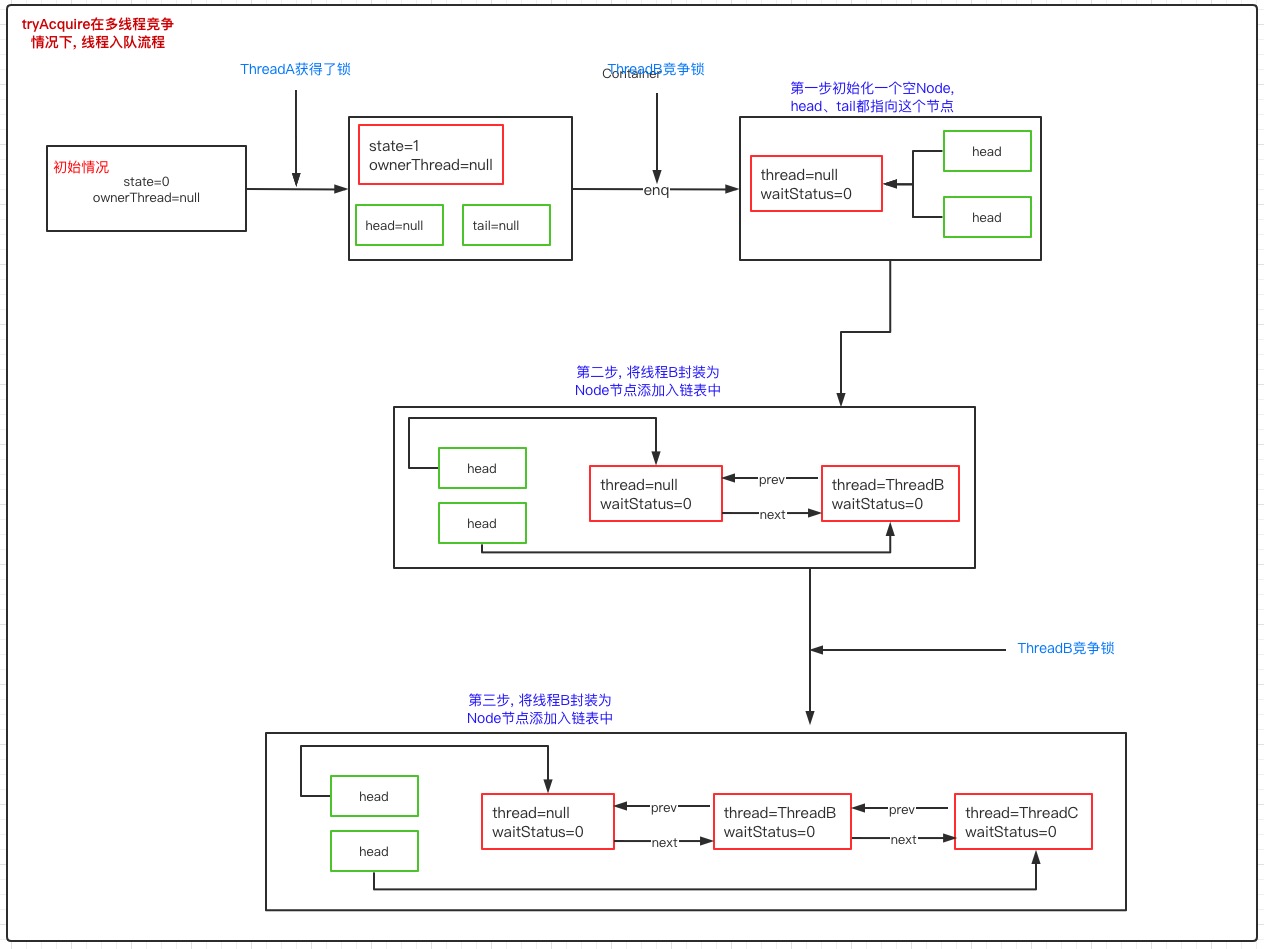 tryAcquire在多线程竞争
情况下, 线程入队流程
ThreadA获得了锁
ThreadB竞争锁
Container
第一步初始化一个空Node,
head、tail都指向这个节点
初始情况
state=0
ownerThread=null
state=1
ownerThread=null
head=null
tail=null
enq
thread=null
waitStatus=0
head
head
第二步, 将线程B封装为
Node节点添加入链表中
head
head
thread=null
waitStatus=0
prev
next
thread=ThreadB
waitStatus=0
ThreadB竞争锁
第三步, 将线程B封装为
Node节点添加入链表中
head
head
thread=null
waitStatus=0
prev
next
thread=ThreadB
waitStatus=0
prev
next
thread=ThreadC
waitStatus=0